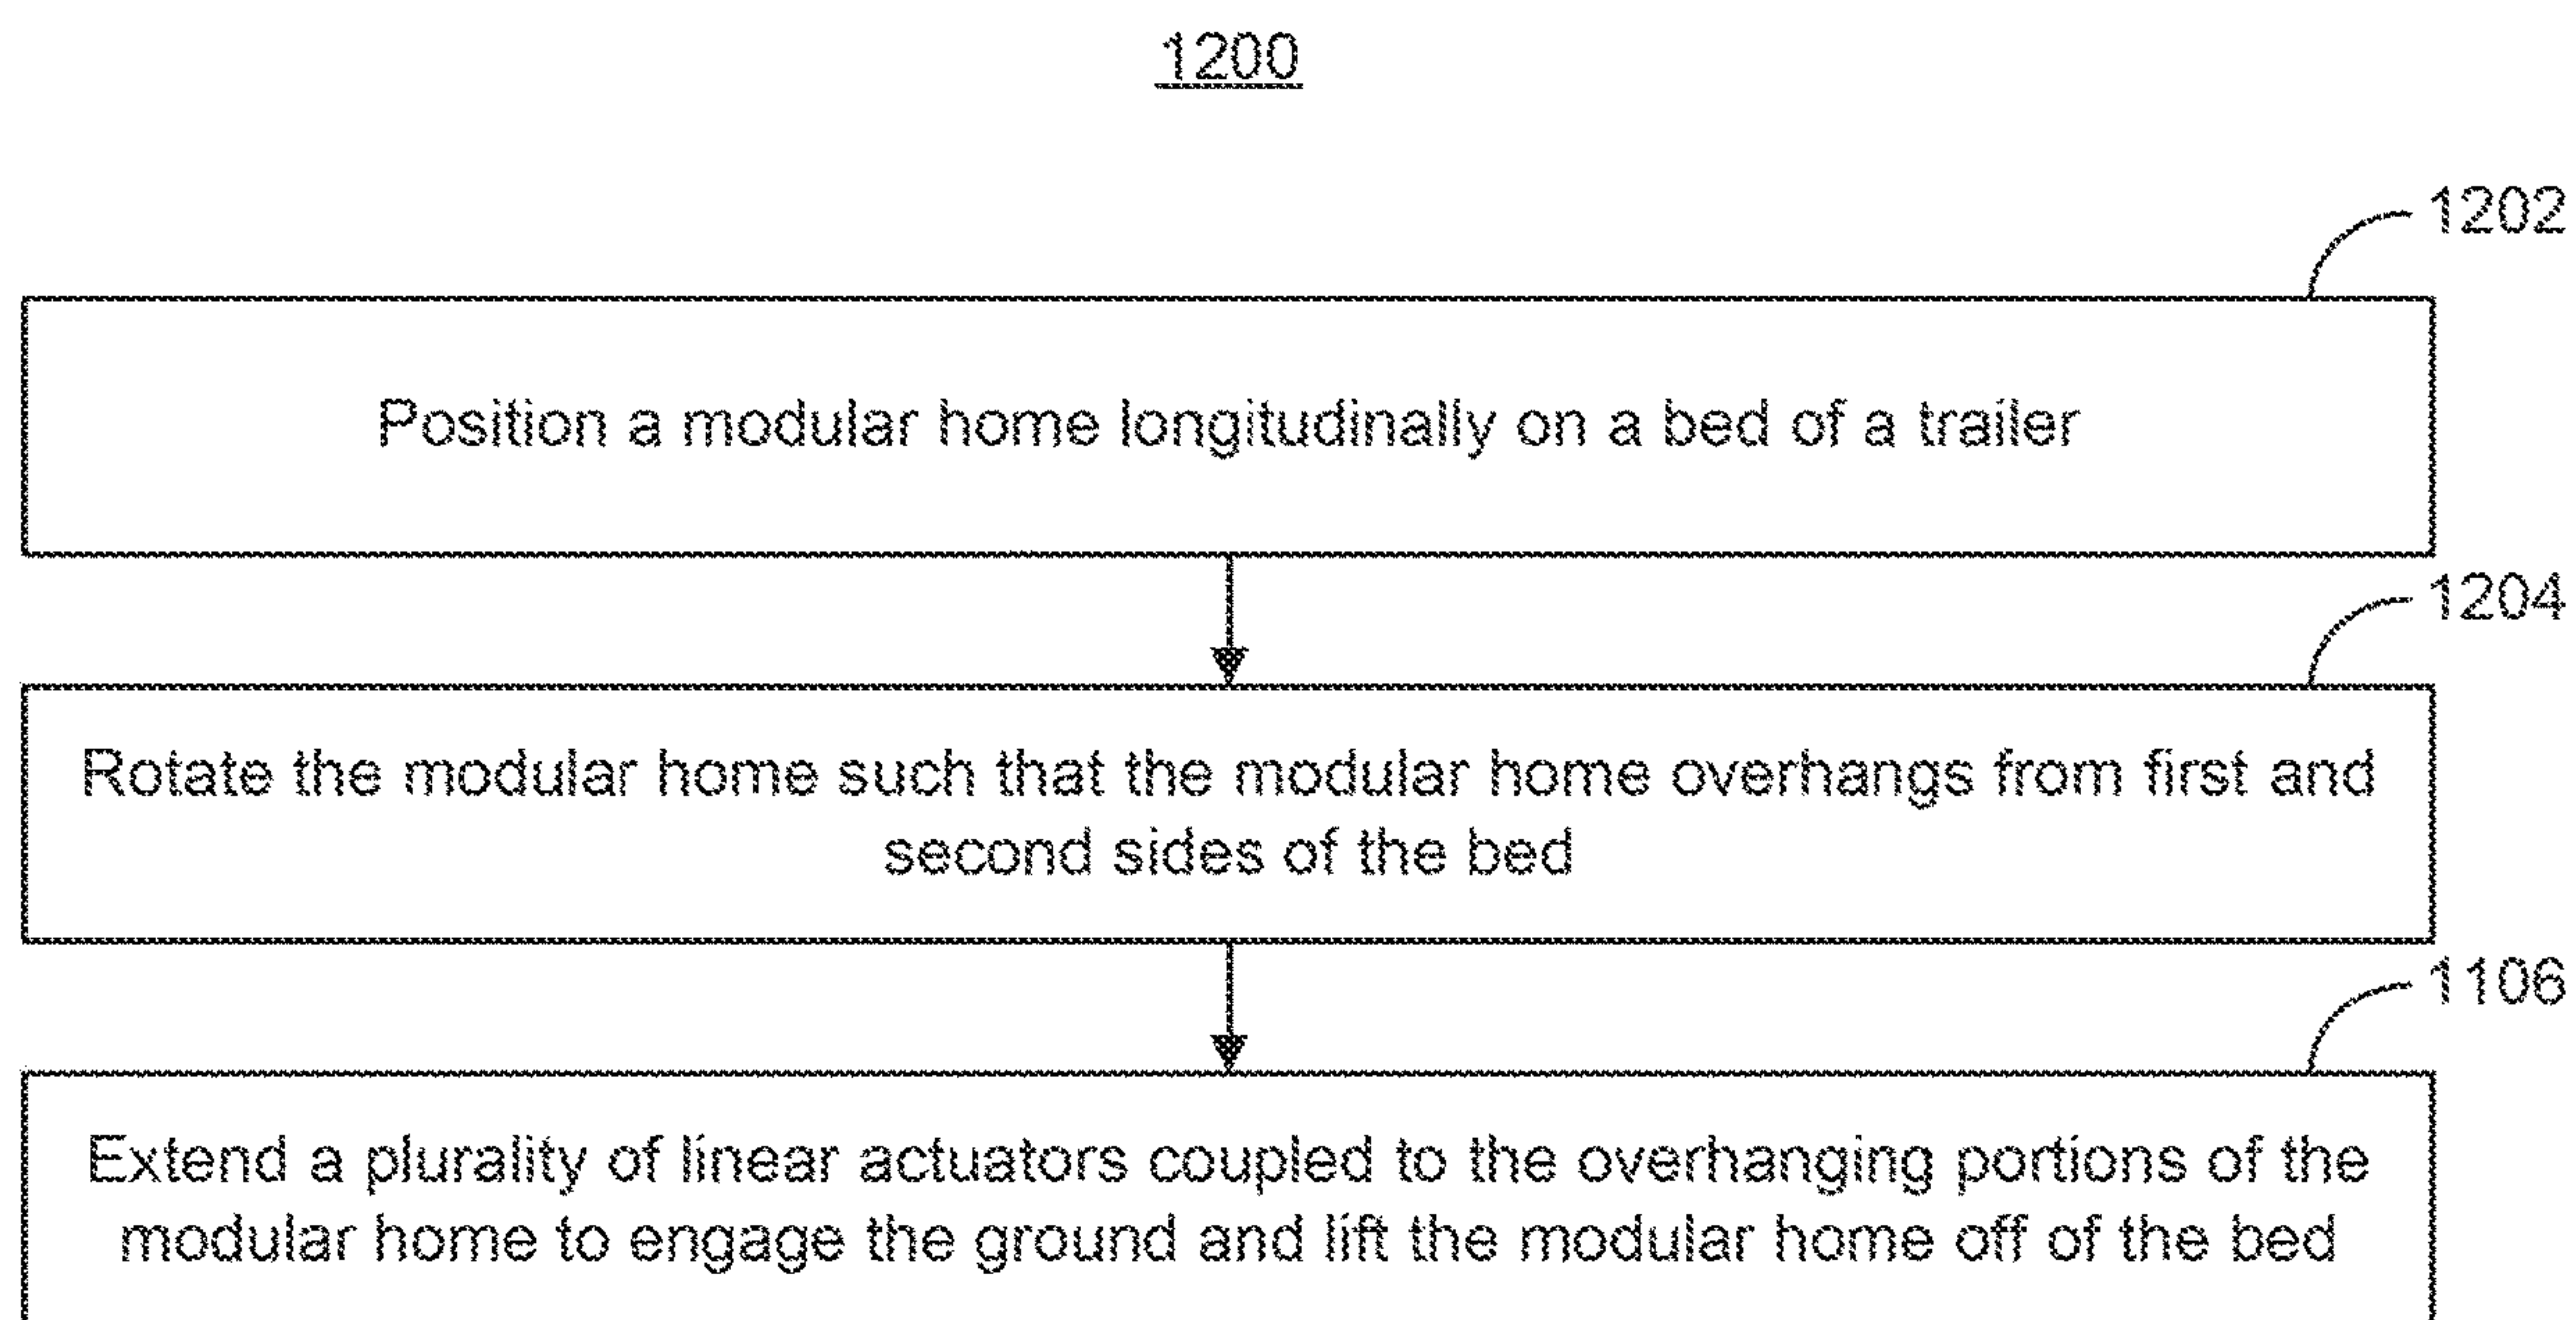 1200
1202
Position a modular home longitudinally on a bed of a trailer
1204
Rotate the modular home such that the modular home overhangs from first and
second sides of the bed
1106
Extend a plurality of linear actuators coupled to the overhanging portions of the
modular home to engage the ground and lift the modular home off of the bed